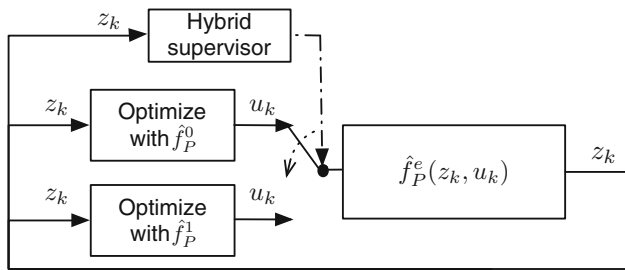 z_k
Hybrid
supervisor
z_k
Optimize
with \hat{f}_P^0
u_k
\hat{f}_P^e(z_k, u_k)
z_k
z_k
Optimize
with \hat{f}_P^1
u_k